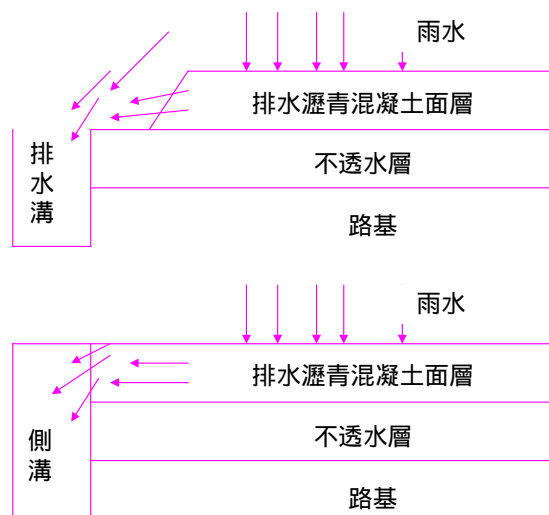 雨水
排水瀝青混凝土面層
排水溝
不透水層
路基
雨水
排水瀝青混凝土面層
側溝
不透水層
路基